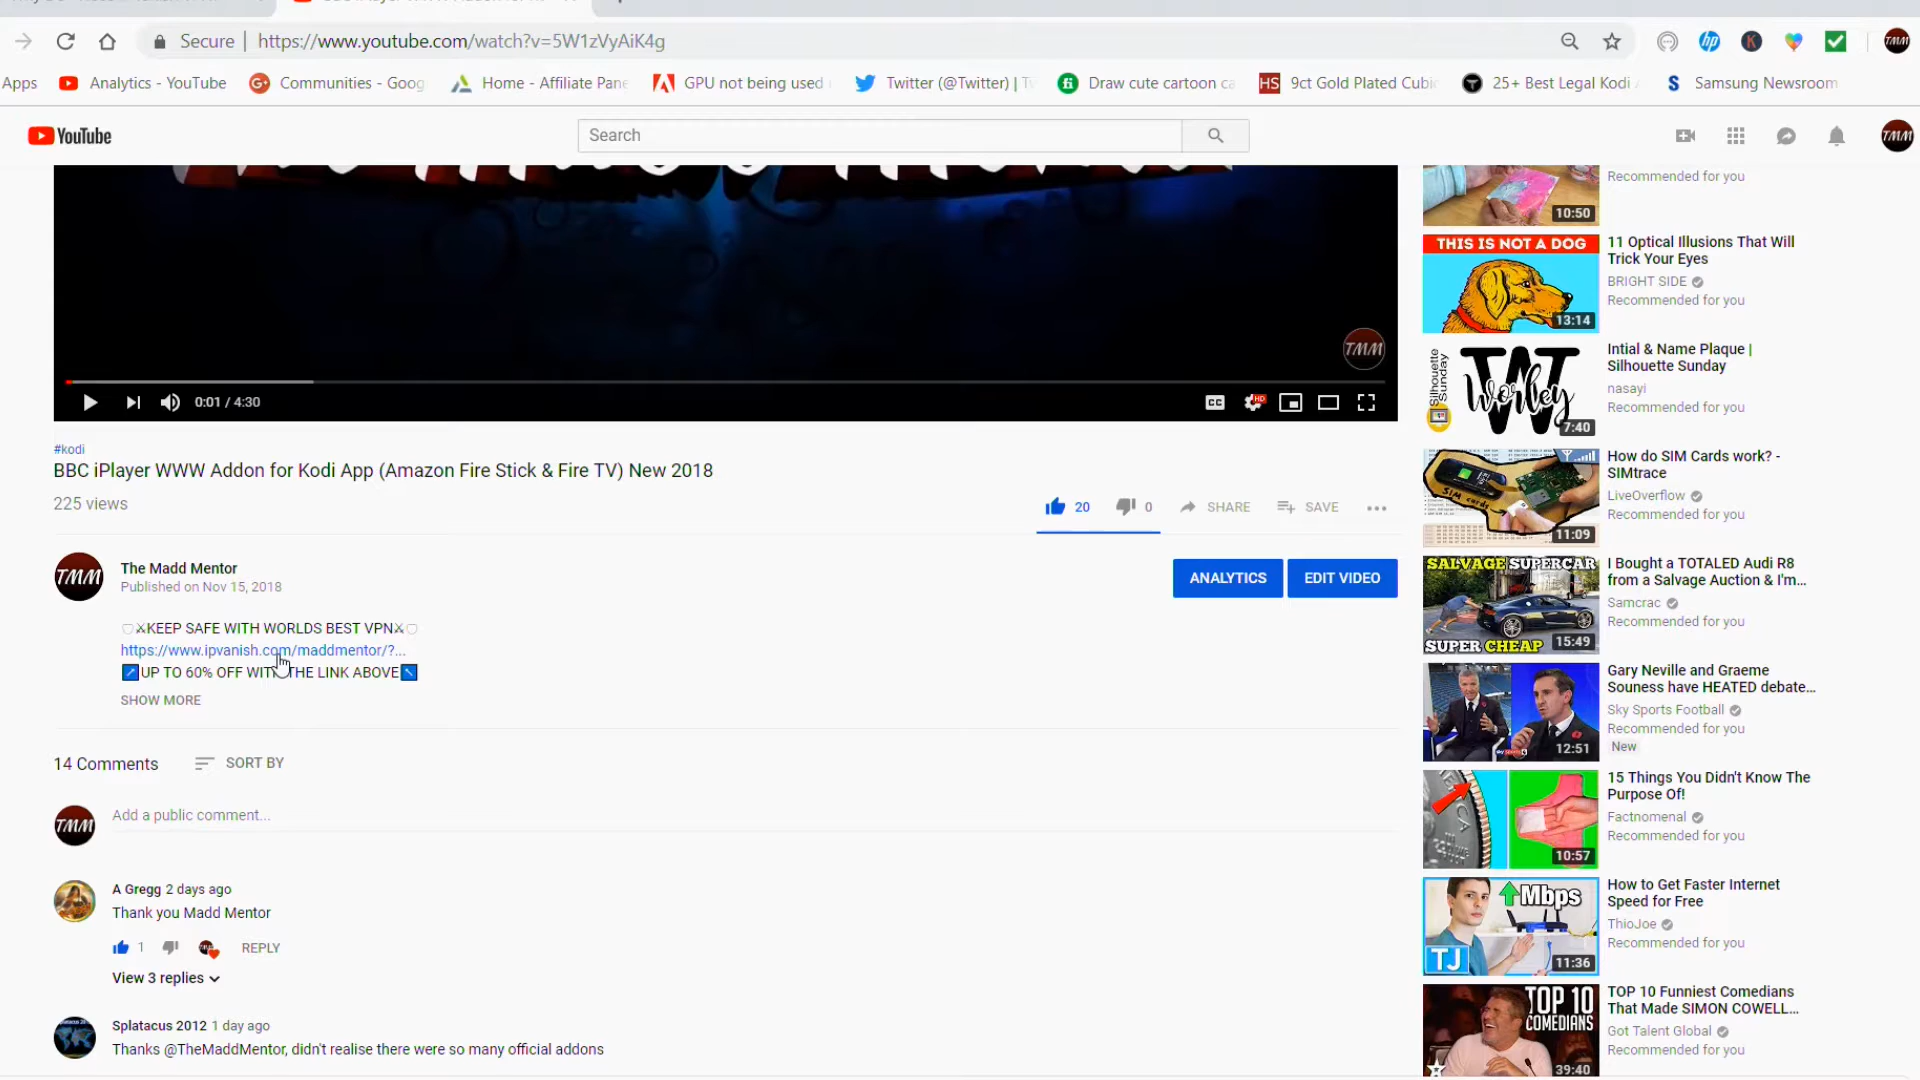 Secure
https://www.youtube.com/watch?v=5W1zVyAiK4g
TMM
Apps
Analytics - YouTube
Communities - Goog
Home - Affiliate Pane
GPU not being used
Twitter (@Twitter) | Tw
Draw cute cartoon ca
9ct Gold Plated Cubi
25+ Best Legal Kodi
Samsung Newsroom
YouTube
Search
TMM
TMM
0:01 / 4:30
CC
HD
#kodi
BBC iPlayer WWW Addon for Kodi App (Amazon Fire Stick & Fire TV) New 2018
225 views
20
0
SHARE
SAVE
TMM
The Madd Mentor
Published on Nov 15, 2018
ANALYTICS
EDIT VIDEO
KEEP SAFE WITH WORLDS BEST VPN
https://www.ipvanish.com/maddmentor/?...
UP TO 60% OFF WITH THE LINK ABOVE
SHOW MORE
14 Comments
SORT BY
TMM
Add a public comment...
A Gregg 2 days ago
Thank you Madd Mentor
1
REPLY
View 3 replies
Splatacus 2012 1 day ago
Thanks @TheMaddMentor, didn't realise there were so many official addons
10:50
Recommended for you
THIS IS NOT A DOG
13:14
11 Optical Illusions That Will
Trick Your Eyes
BRIGHT SIDE
Recommended for you
Silhouette
Sunday
W
Worley
7:40
Intial & Name Plaque |
Silhouette Sunday
nasayi
Recommended for you
11:09
How do SIM Cards work? -
SIMtrace
LiveOverflow
Recommended for you
SALVAGE SUPERCAR
SUPER CHEAP
15:49
I Bought a TOTALED Audi R8
from a Salvage Auction & I'm...
Samcrac
Recommended for you
12:51
Gary Neville and Graeme
Souness have HEATED debate...
Sky Sports Football
Recommended for you
New
10:57
15 Things You Didn't Know The
Purpose Of!
Factnomenal
Recommended for you
Mbps
TJ
11:36
How to Get Faster Internet
Speed for Free
ThioJoe
Recommended for you
TOP 10
COMEDIANS
39:40
TOP 10 Funniest Comedians
That Made SIMON COWELL...
Got Talent Global
Recommended for you